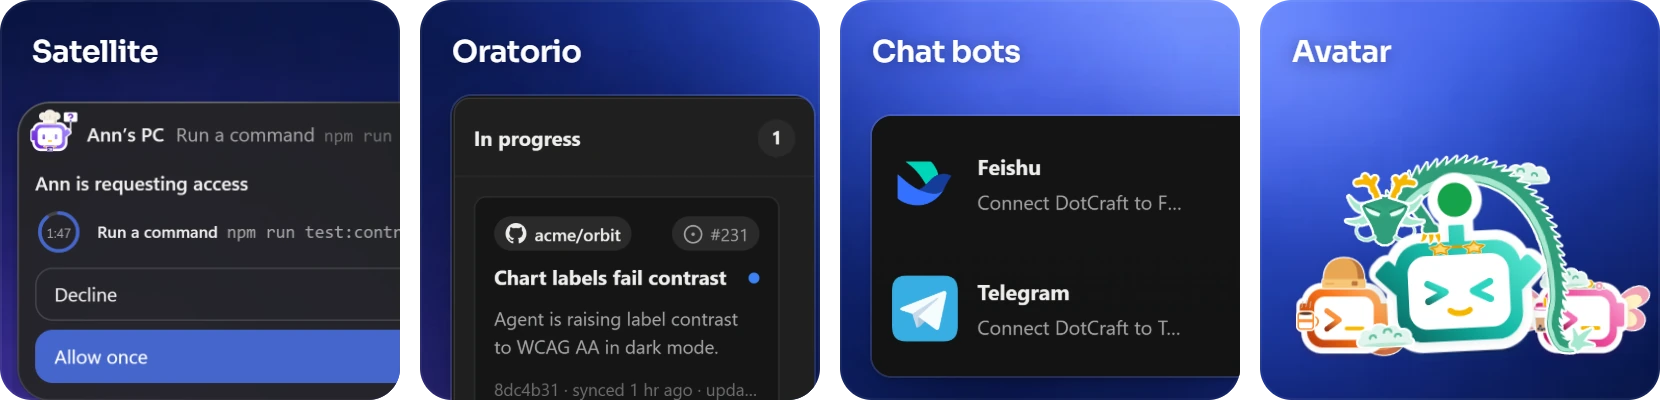 Satellite
Ann's PC Run a command npm run
Ann is requesting access
1:47 Run a command npm run test:contr
Decline
Allow once
Oratorio
In progress 1
acme/orbit #231
Chart labels fail contrast
Agent is raising label contrast
to WCAG AA in dark mode.
8dc4b31 · synced 1 hr ago · upda...
Chat bots
Feishu
Connect DotCraft to F...
Telegram
Connect DotCraft to T...
Avatar